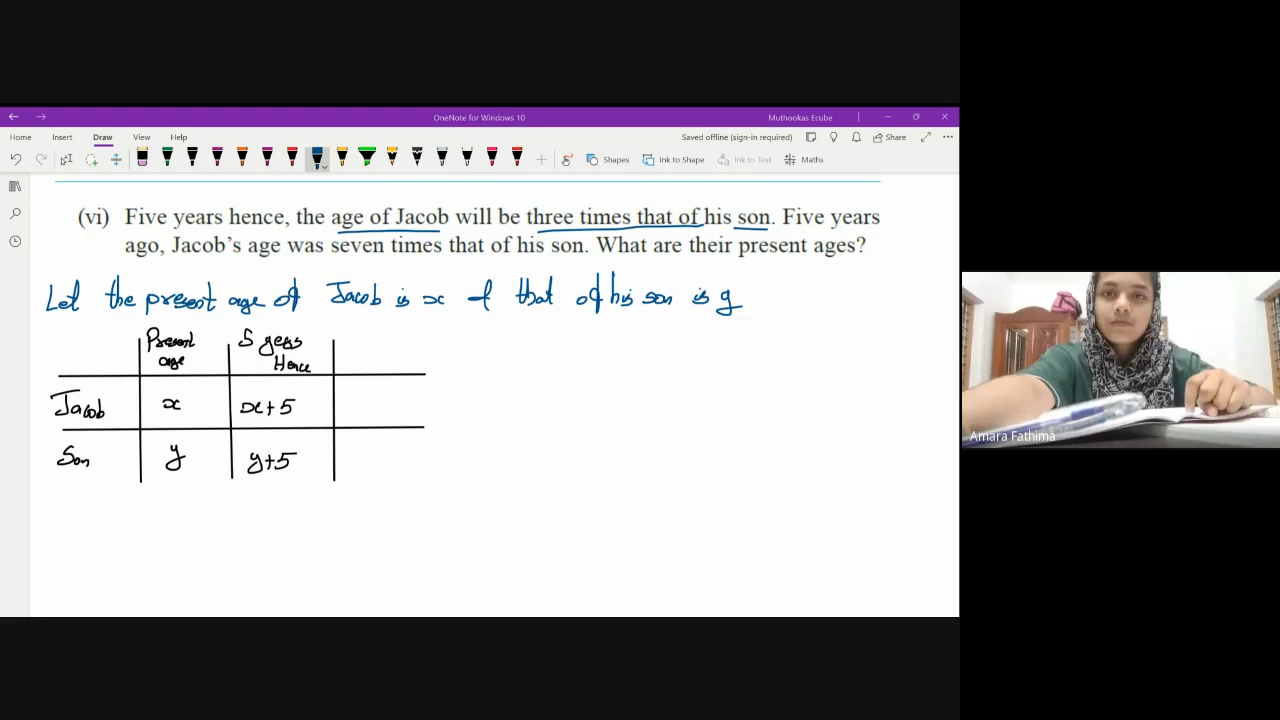 OneNote for Windows 10
Muthookas Ecube
Home Insert Draw View Help
Saved offline (sign-in required)
Share
Shapes
Ink to Shape
Ink to Text
Maths
(vi) Five years hence, the age of Jacob will be three times that of his son. Five years
ago, Jacob's age was seven times that of his son. What are their present ages?
Let the present age of Jacob is x & that of his son is y
Present age
5 years Hence
Jacob x x+5
Son y y+5
Amara Fathima